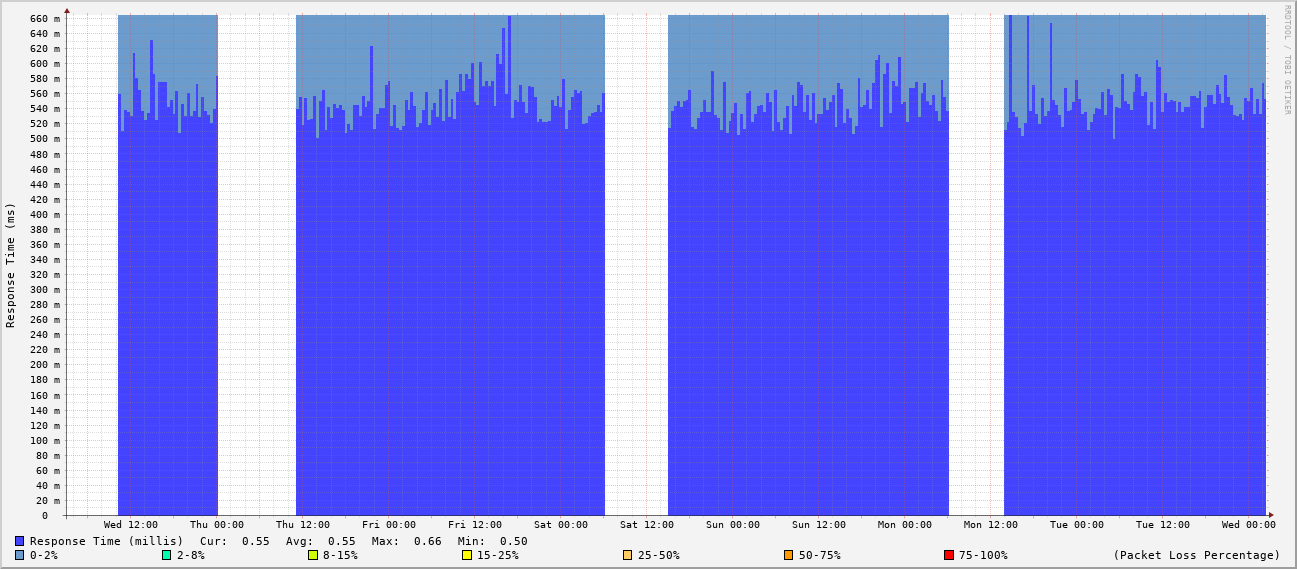 RRDTOOL / TOBI OETIKER
Response Time (ms)
660 m
640 m
620 m
600 m
580 m
560 m
540 m
520 m
500 m
480 m
460 m
440 m
420 m
400 m
380 m
360 m
340 m
320 m
300 m
280 m
260 m
240 m
220 m
200 m
180 m
160 m
140 m
120 m
100 m
80 m
60 m
40 m
20 m
0
Wed 12:00 Thu 00:00 Thu 12:00 Fri 00:00 Fri 12:00 Sat 00:00 Sat 12:00 Sun 00:00 Sun 12:00 Mon 00:00 Mon 12:00 Tue 00:00 Tue 12:00 Wed 00:00
Response Time (millis) Cur: 0.55 Avg: 0.55 Max: 0.66 Min: 0.50
0-2% 2-8% 8-15% 15-25% 25-50% 50-75% 75-100% (Packet Loss Percentage)